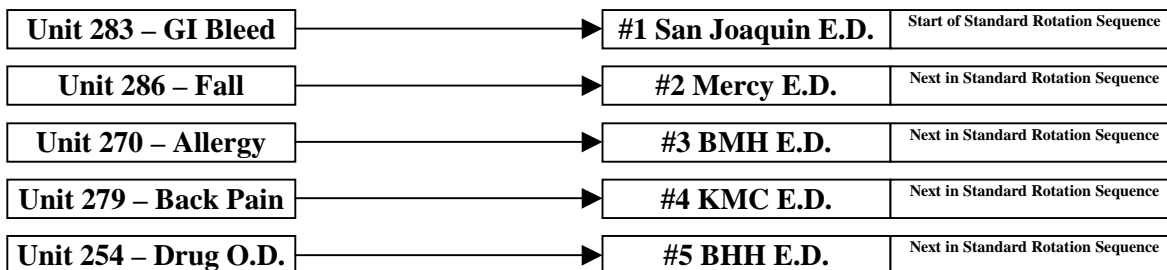 Unit 283 – GI Bleed #1 San Joaquin E.D. Start of Standard Rotation Sequence
Unit 286 – Fall #2 Mercy E.D. Next in Standard Rotation Sequence
Unit 270 – Allergy #3 BMH E.D. Next in Standard Rotation Sequence
Unit 279 – Back Pain #4 KMC E.D. Next in Standard Rotation Sequence
Unit 254 – Drug O.D. #5 BHH E.D. Next in Standard Rotation Sequence